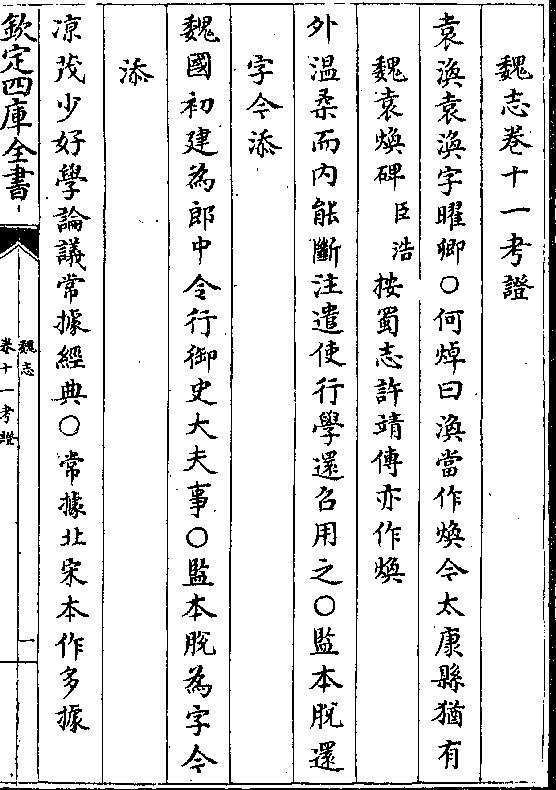 魏志卷十一考證
袁渙袁渙字曜卿○何焯曰渙當作煥今太康縣猶有
魏袁煥碑臣浩按蜀志許靖傳亦作煥
外温柔而内能斷注遣使行學還召用之○監本脫還
字今添
魏國初建為郎中令行御史大夫事○監本脫為字今
添
凉茂少好學論議常據經典○常據北宋本作多據
欽定四庫全書
魏志
卷十一考證
一